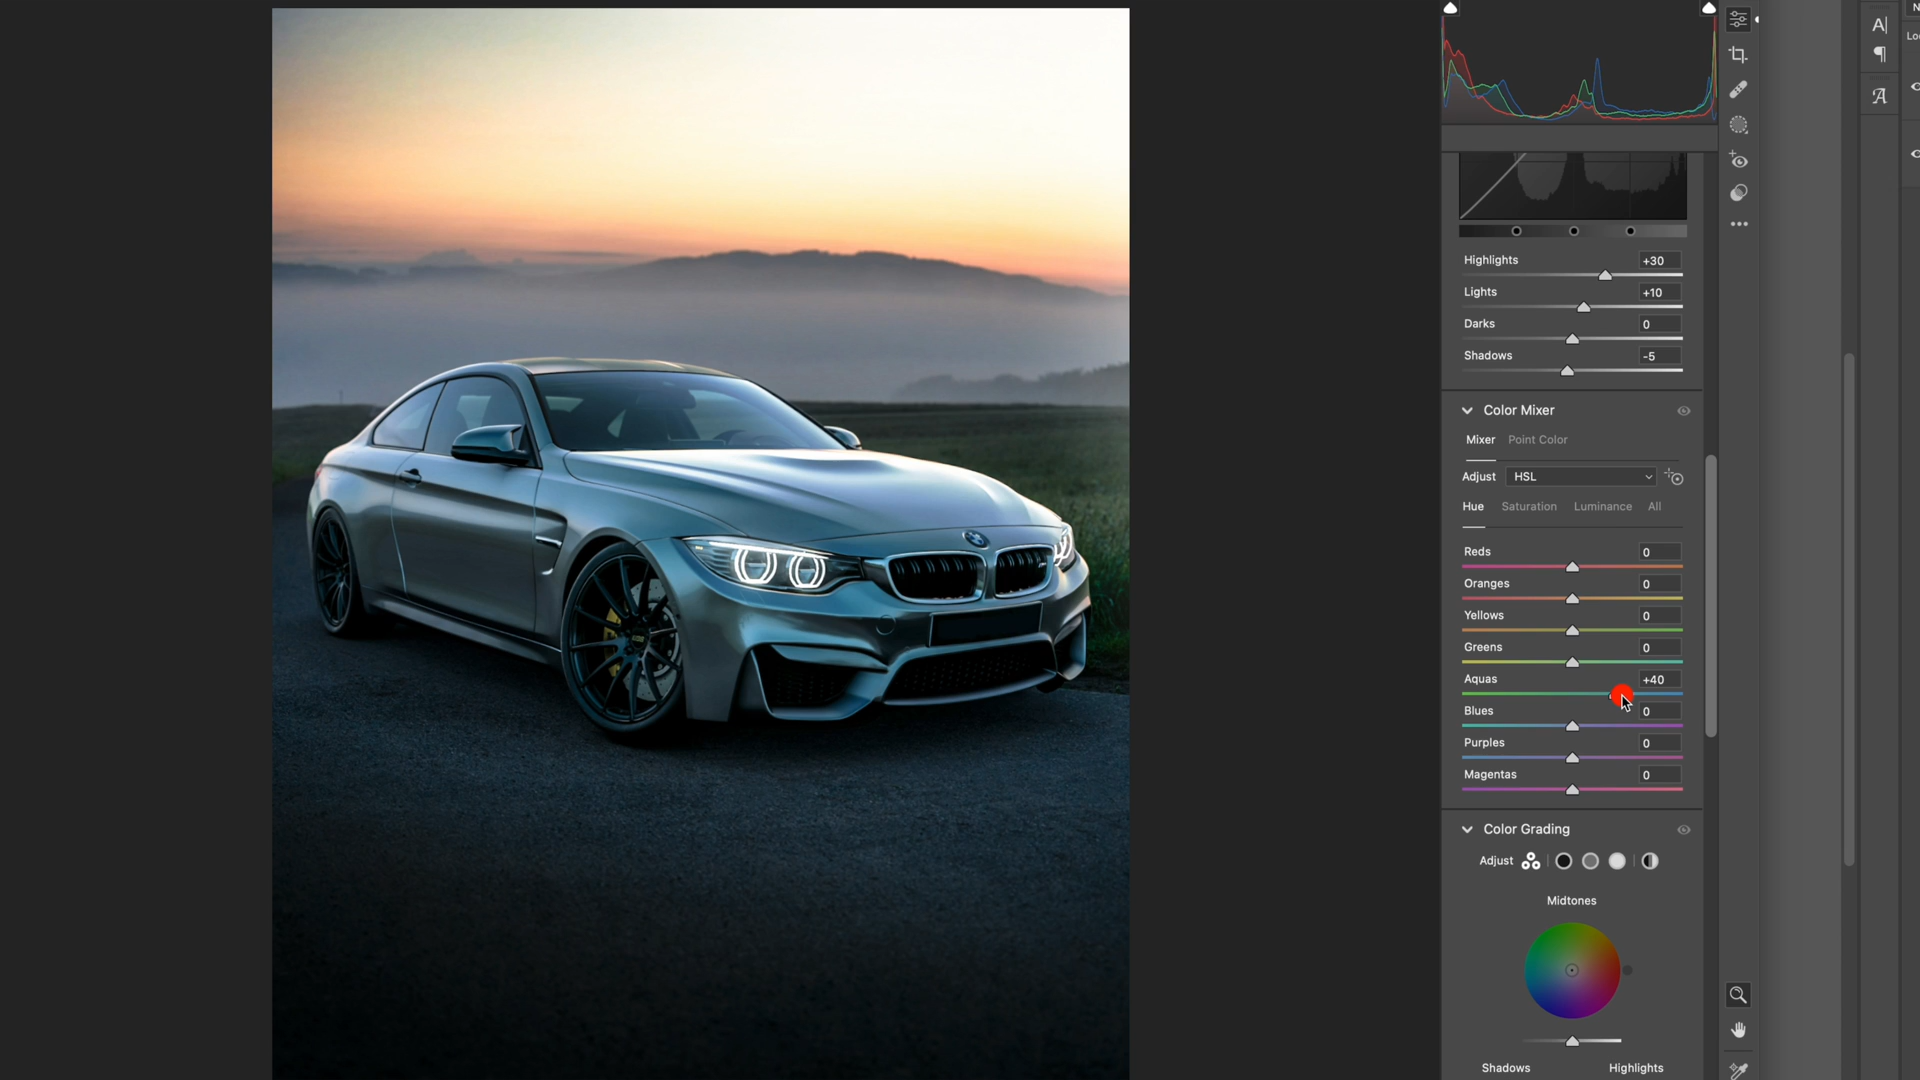 A|
N
Lo
Highlights +30
Lights +10
Darks 0
Shadows -5
Color Mixer
Mixer Point Color
Adjust HSL
Hue Saturation Luminance All
Reds 0
Oranges 0
Yellows 0
Greens 0
Aquas +40
Blues 0
Purples 0
Magentas 0
Color Grading
Adjust
Midtones
Shadows Highlights